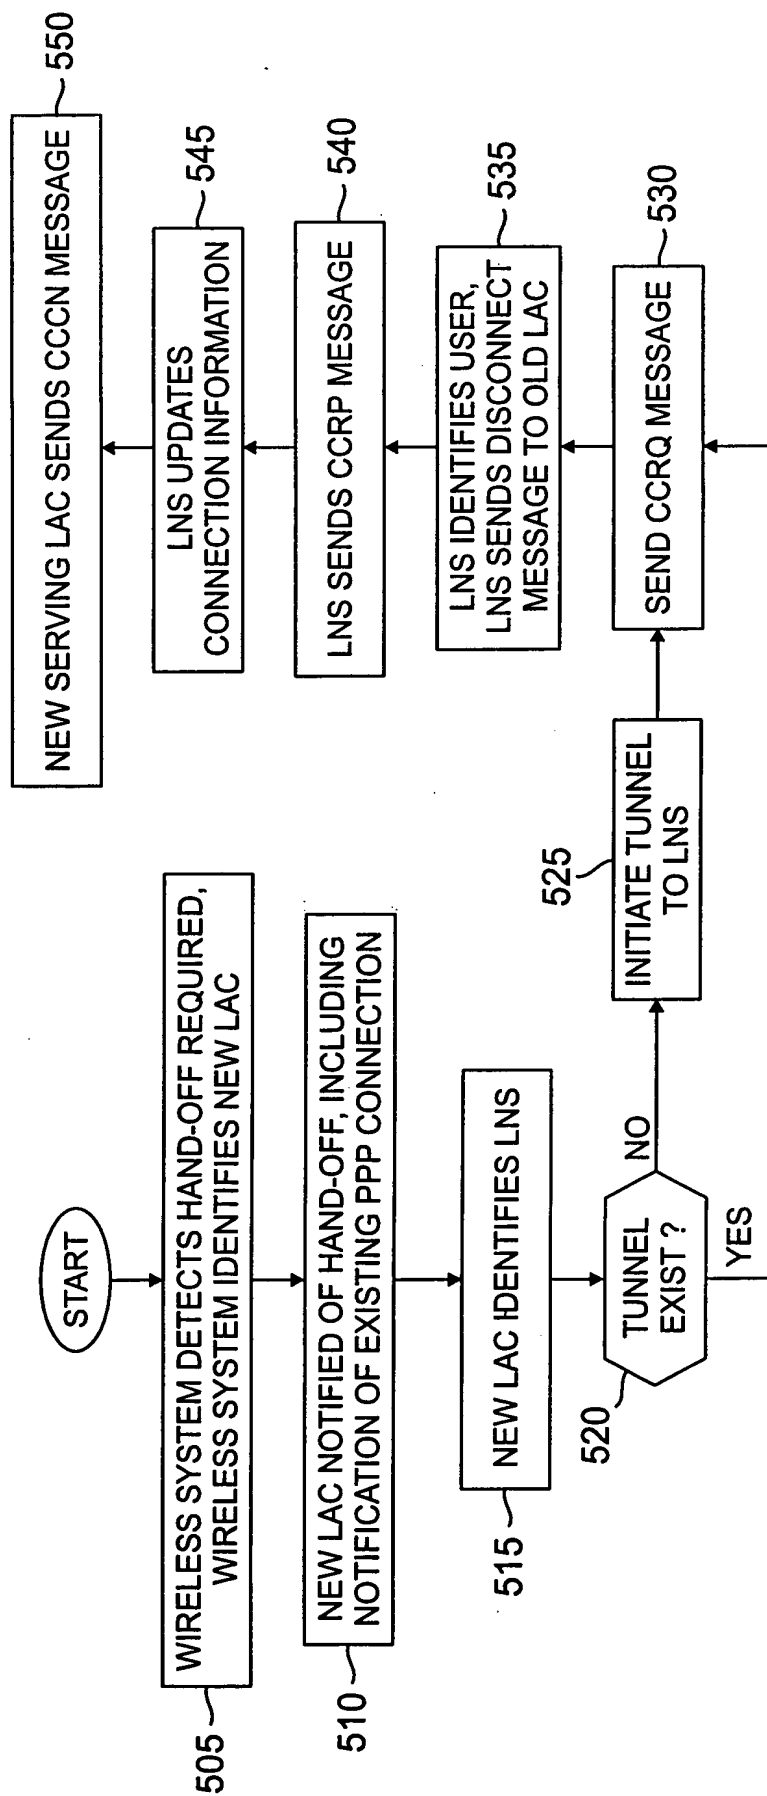 START
WIRELESS SYSTEM DETECTS HAND-OFF REQUIRED,
WIRELESS SYSTEM IDENTIFIES NEW LAC
505
NEW LAC NOTIFIED OF HAND-OFF, INCLUDING
NOTIFICATION OF EXISTING PPP CONNECTION
510
NEW LAC IDENTIFIES LNS
515
TUNNEL
EXIST ?
520
NO
YES
INITIATE TUNNEL
TO LNS
525
SEND CCRQ MESSAGE
530
LNS IDENTIFIES USER,
LNS SENDS DISCONNECT
MESSAGE TO OLD LAC
535
LNS SENDS CCRP MESSAGE
540
LNS UPDATES
CONNECTION INFORMATION
545
NEW SERVING LAC SENDS CCCN MESSAGE
550